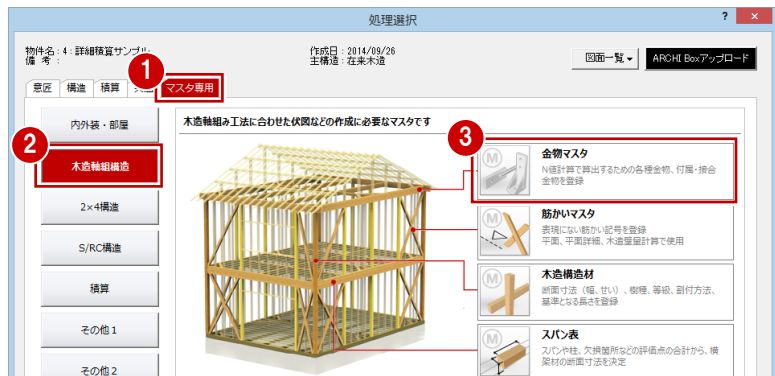 処理選択
? ×
物件名：4：詳細積算サンプル
備 考 :
作成日：2014/09/26
主構造：在来木造
図面一覧
ARCHI Boxアップロード
1
意匠 構造 積算 マスタ専用
内外装・部屋
木造軸組み工法に合わせた伏図などの作成に必要なマスタです
2
木造軸組構造
3
金物マスタ
N値計算で算出するための各種金物、付属・接合
金物を登録
2×4構造
筋かいマスタ
表現にない筋かい記号を登録
平面、平面詳細、木造壁量計算で使用
S/RC構造
木造構造材
断面寸法（幅、せい）、樹種、等級、割付方法、
基準となる長さを登録
積算
その他1
スパン表
スパンや柱、欠損箇所などの評価点の合計から、横
架材の断面寸法を決定
その他2